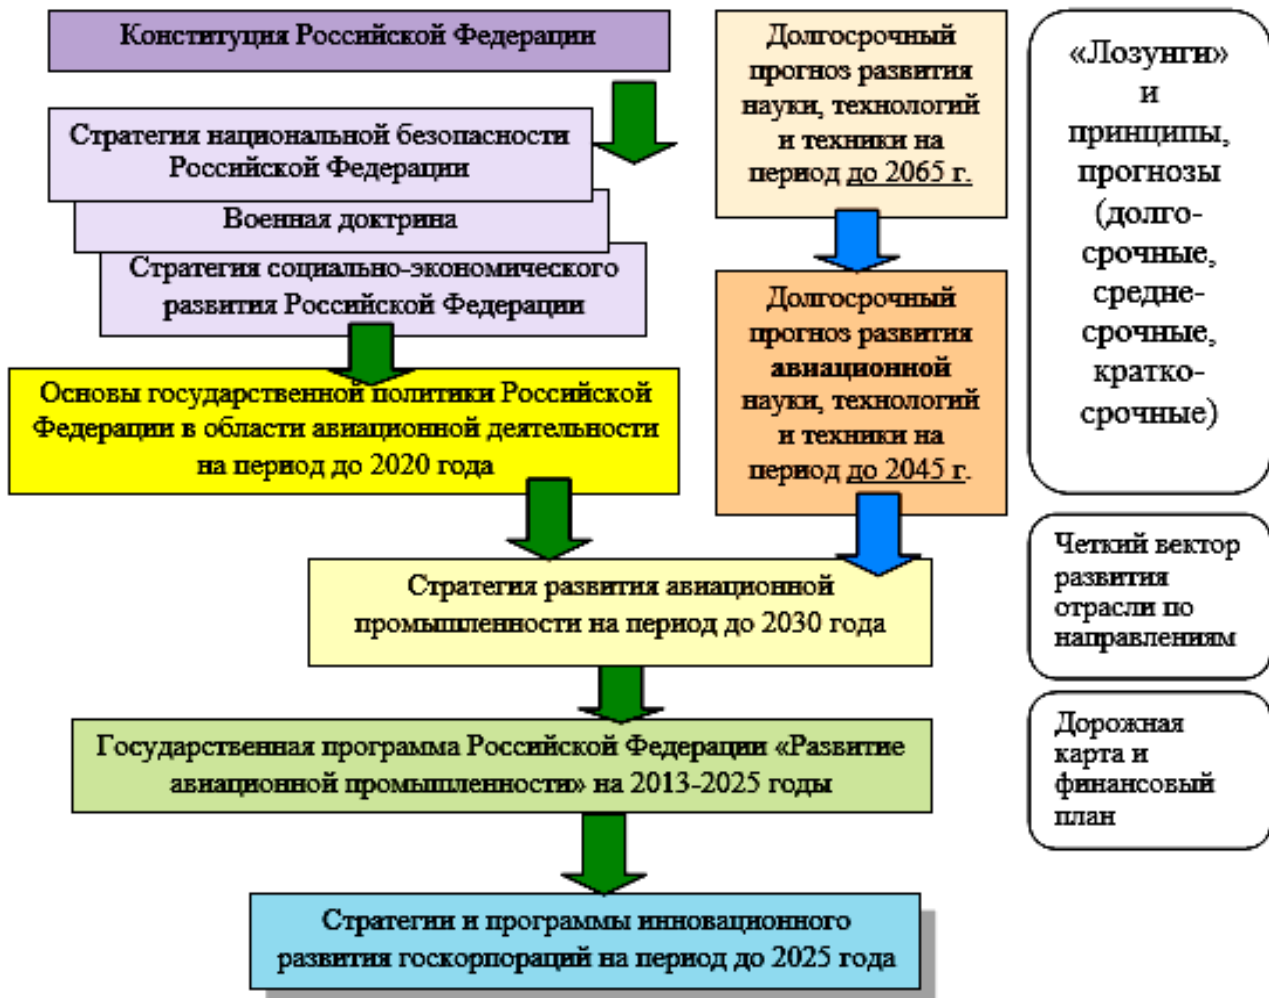 Конституция Российской Федерации
Стратегия национальной безопасности
Российской Федерации
Военная доктрина
Стратегия социально-экономического
развития Российской Федерации
Основы государственной политики Российской
Федерации в области авиационной деятельности
на период до 2020 года
Долгосрочный
прогноз развития
науки, технологий
и техники на
период до 2065 г.
Долгосрочный
прогноз развития
авиационной
науки, технологий
и техники на
период до 2045 г.
Стратегия развития авиационной
промышленности на период до 2030 года
Государственная программа Российской Федерации «Развитие
авиационной промышленности» на 2013-2025 годы
Стратегии и программы инновационного
развития госкорпораций на период до 2025 года
«Лозунги»
и
принципы,
прогнозы
(долго-
срочные,
средне-
срочные,
кратко-
срочные)
Четкий вектор
развития
отрасли по
направлениям
Дорожная
карта и
финансовый
план